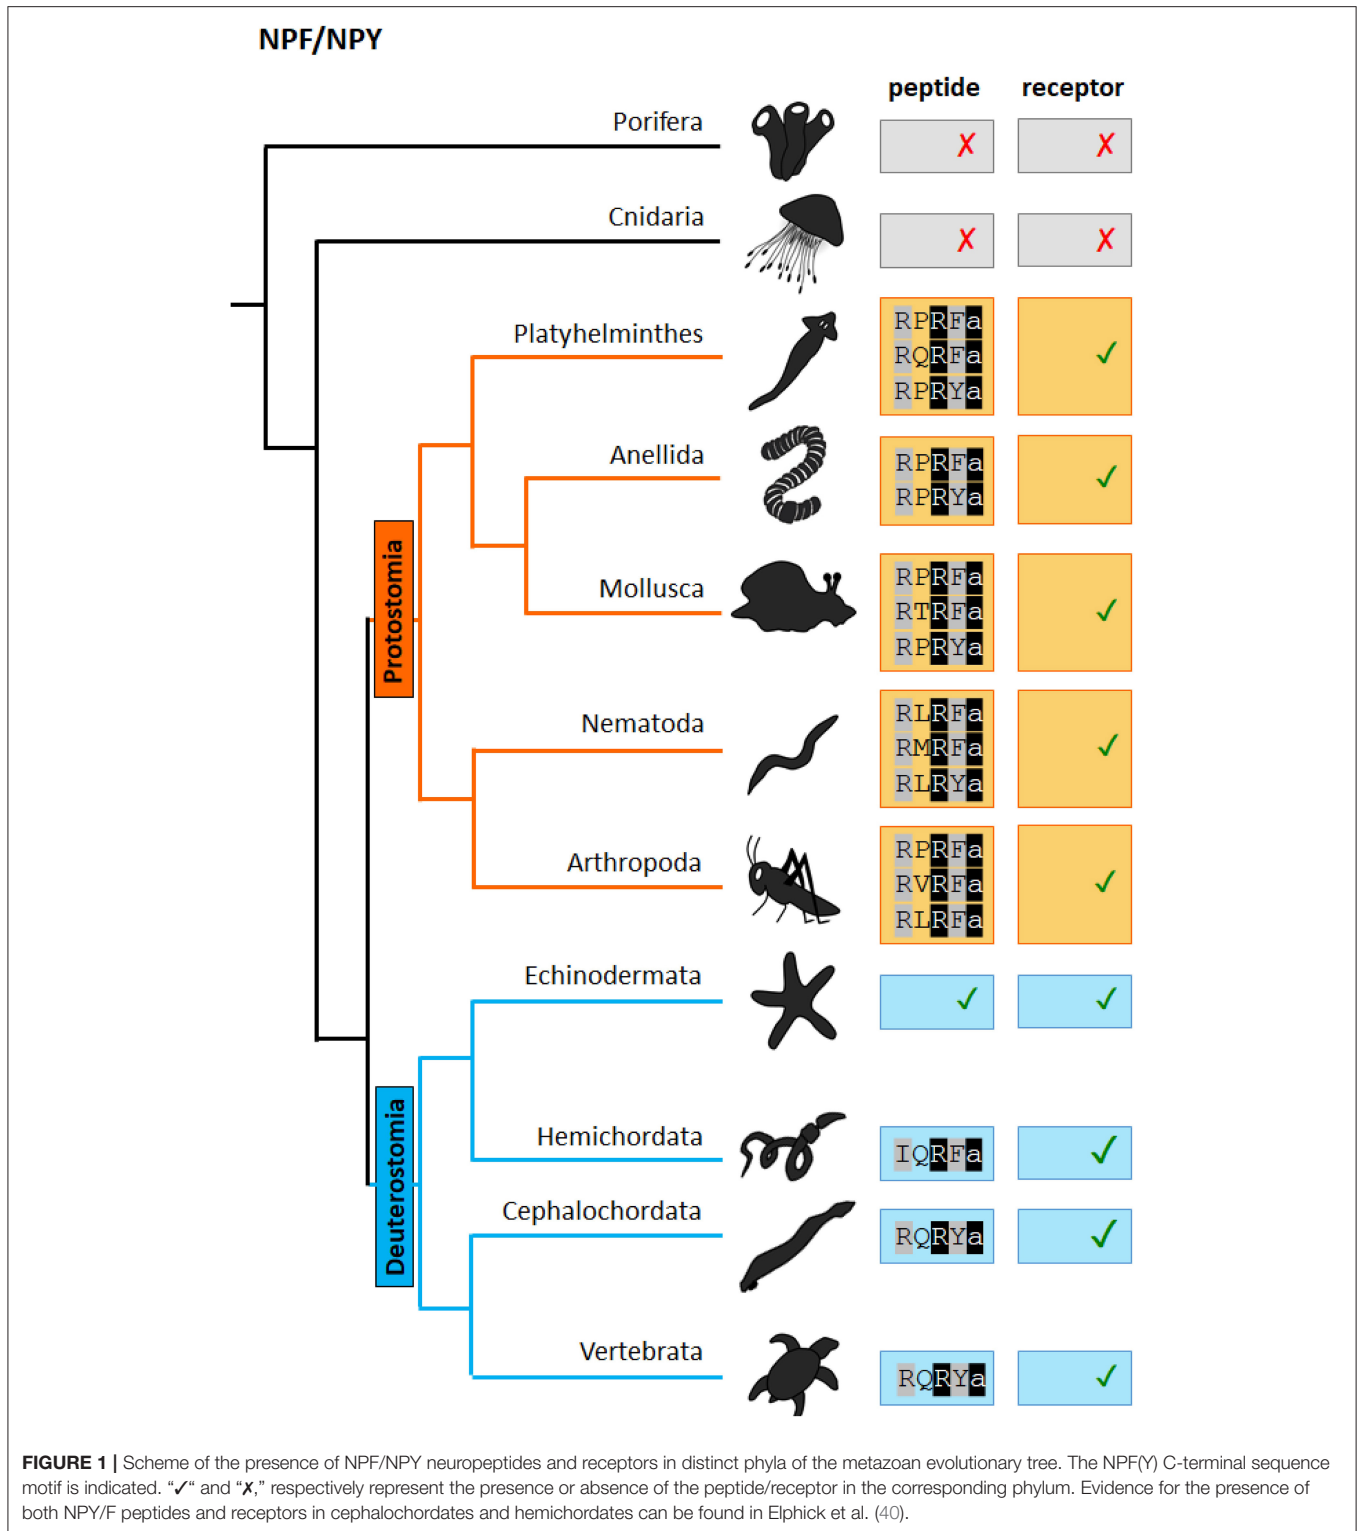 NPF/NPY
peptide receptor
Porifera
✗ ✗
Cnidaria
✗ ✗
Platyhelminthes
RPRFa
RQRFa
RPRYa
✓
Anellida
RPRFa
RPRYa
✓
Mollusca
RPRFa
RTRFa
RPRYa
✓
Protostomia
Nematoda
RLRFa
RMRFa
RLRYa
✓
Arthropoda
RPRFa
RVRFa
RLRFa
✓
Echinodermata
✓ ✓
Deuterostomia
Hemichordata
IQRFa ✓
Cephalochordata
RQRYa ✓
Vertebrata
RQRYa ✓
FIGURE 1 | Scheme of the presence of NPF/NPY neuropeptides and receptors in distinct phyla of the metazoan evolutionary tree. The NPF(Y) C-terminal sequence
motif is indicated. “✓“ and “✗,” respectively represent the presence or absence of the peptide/receptor in the corresponding phylum. Evidence for the presence of
both NPY/F peptides and receptors in cephalochordates and hemichordates can be found in Elphick et al. (40).